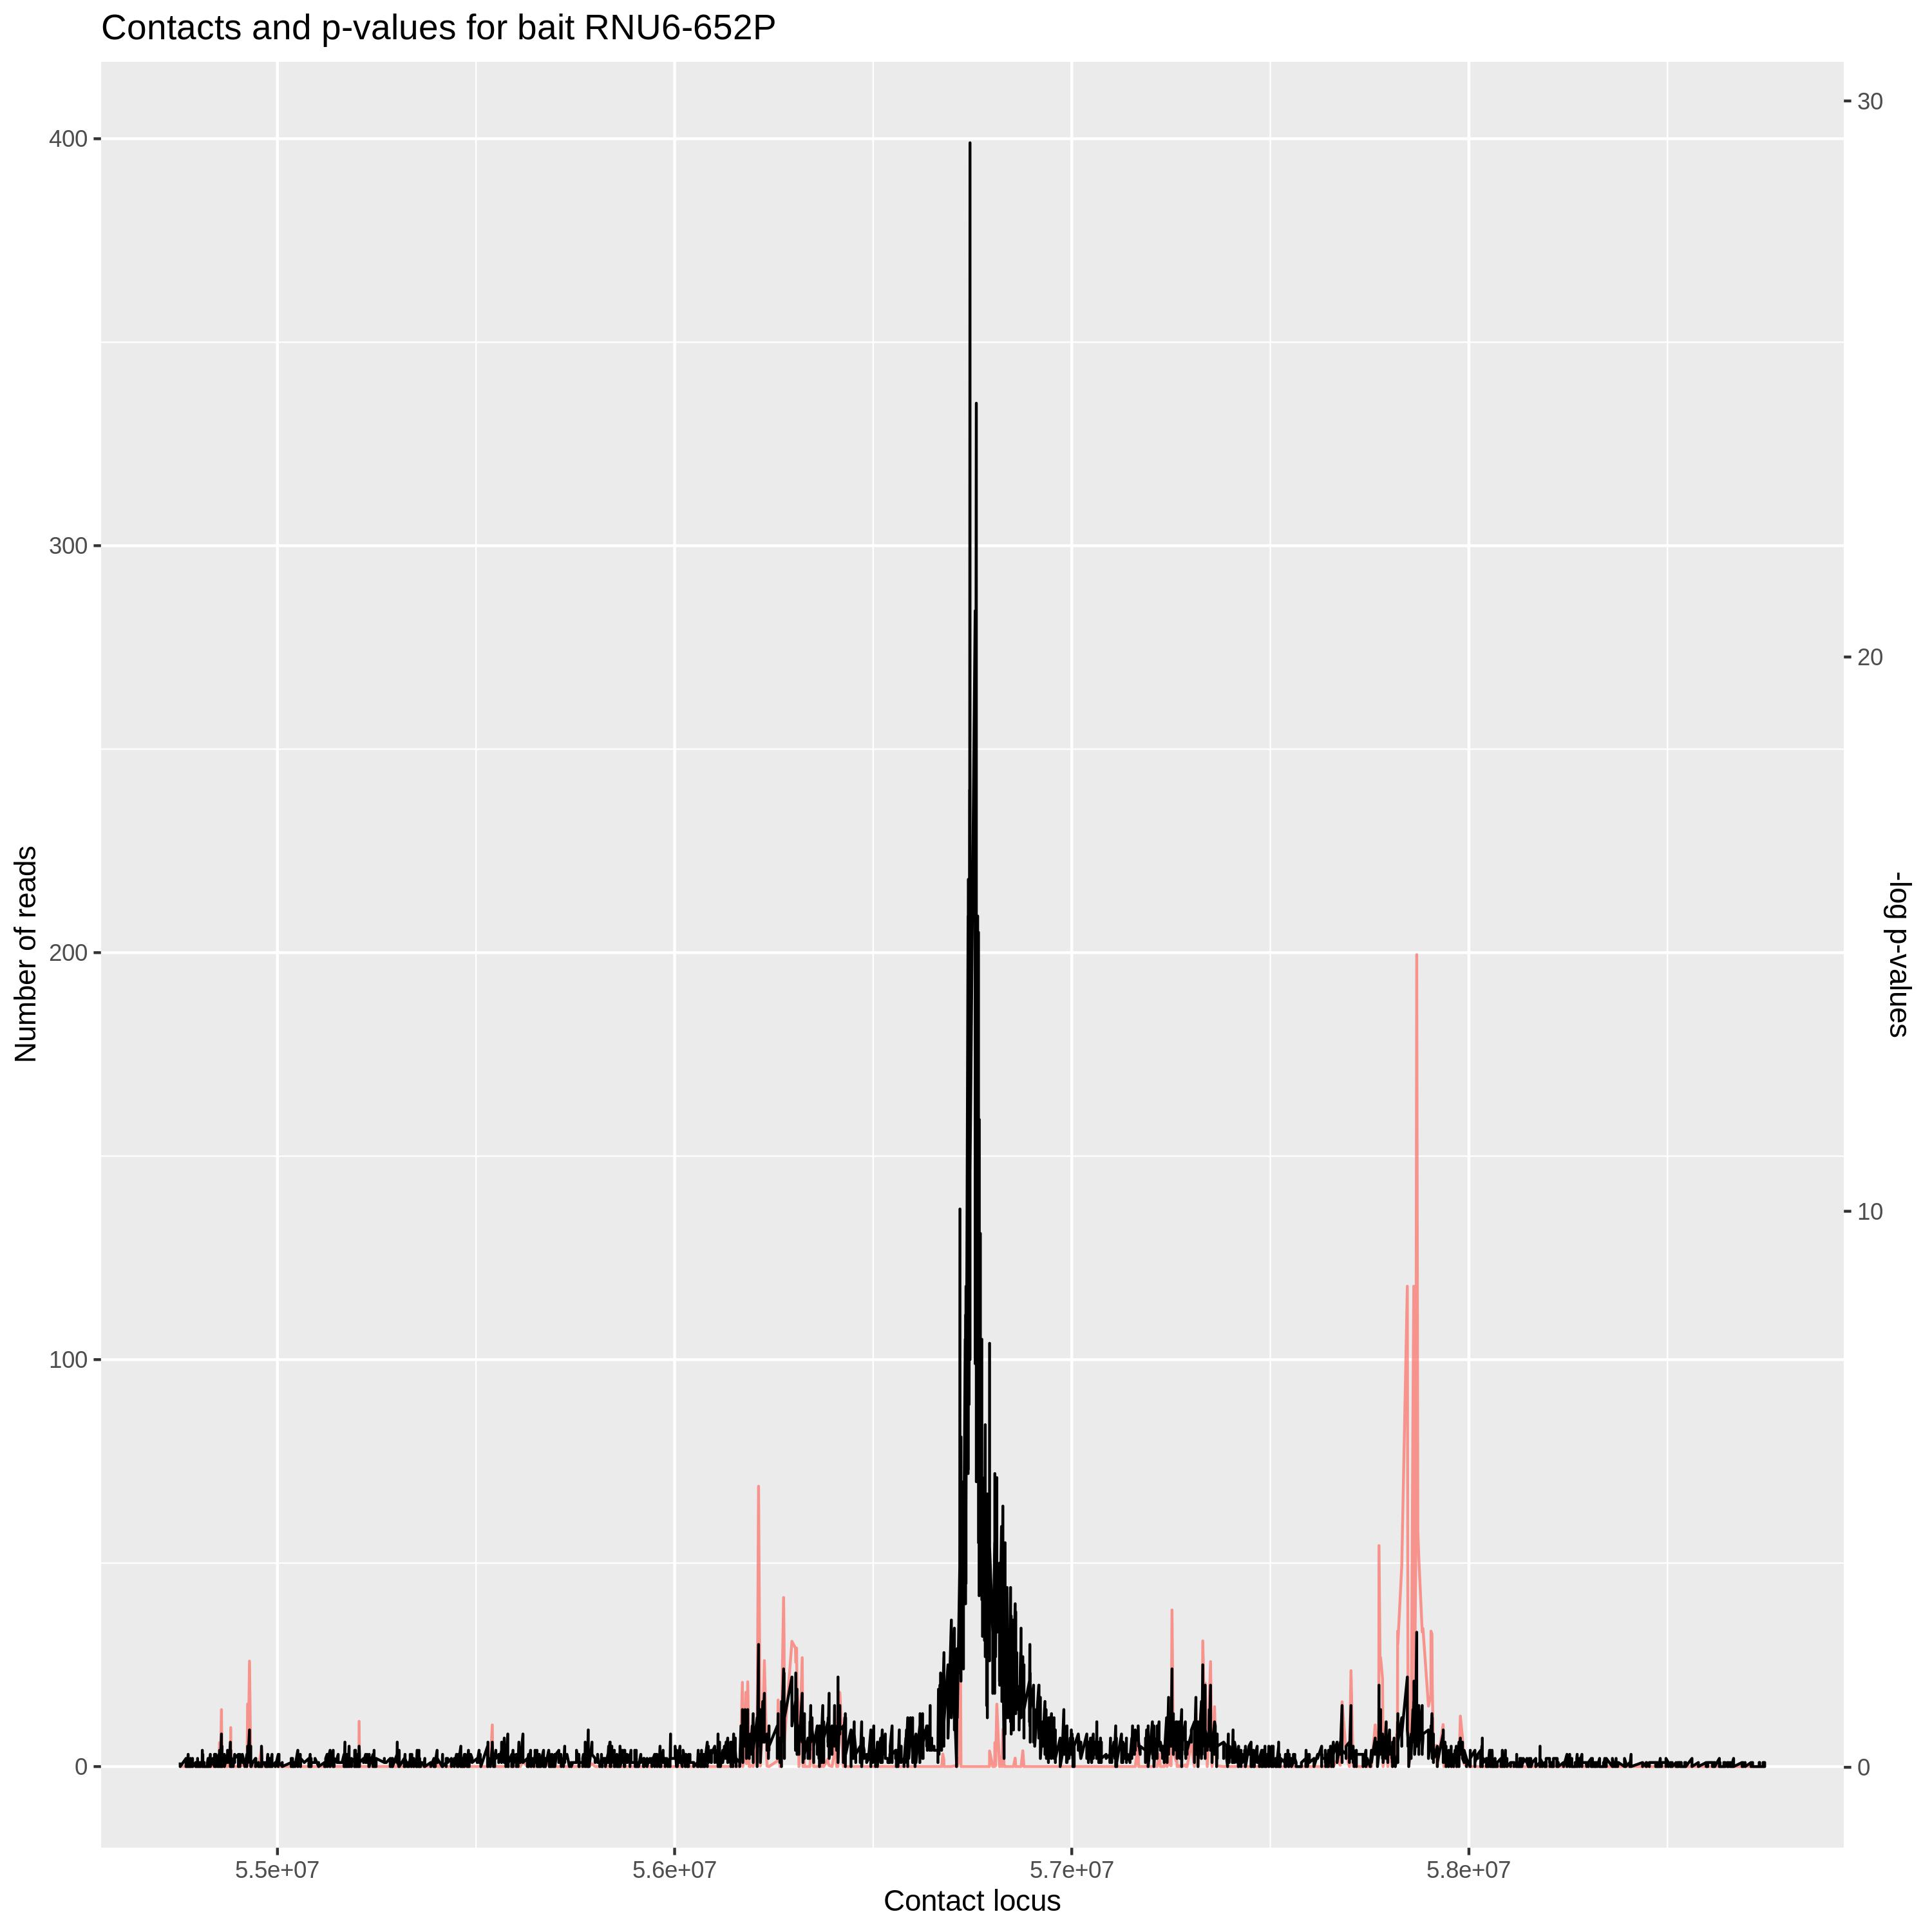 Contacts and p-values for bait RNU6-652P
400
300
200
100
0
30
20
10
0
Number of reads
-log p-values
5.5e+07
5.6e+07
5.7e+07
5.8e+07
Contact locus